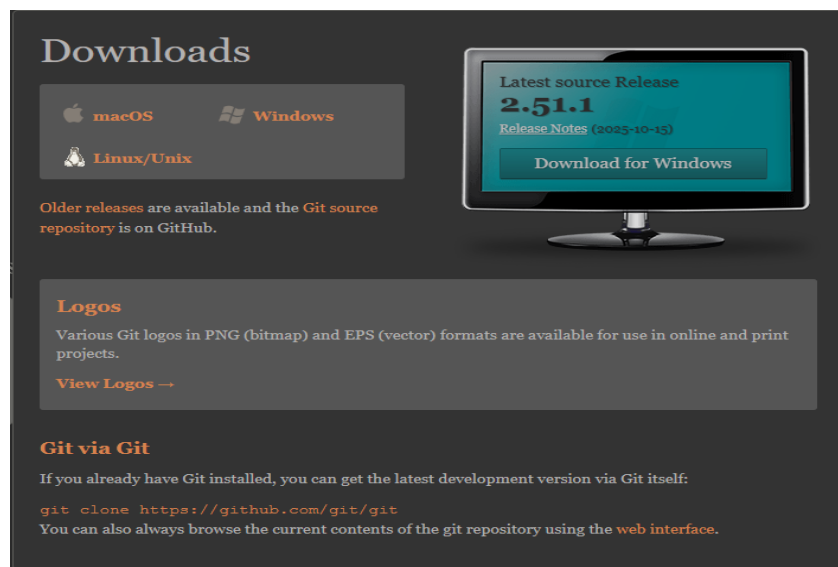 Downloads
macOS
Windows
Linux/Unix
Older releases are available and the Git source
repository is on GitHub.
Latest source Release
2.51.1
Release Notes (2025-10-15)
Download for Windows
Logos
Various Git logos in PNG (bitmap) and EPS (vector) formats are available for use in online and print
projects.
View Logos →
Git via Git
If you already have Git installed, you can get the latest development version via Git itself:
git clone https://github.com/git/git
You can also always browse the current contents of the git repository using the web interface.